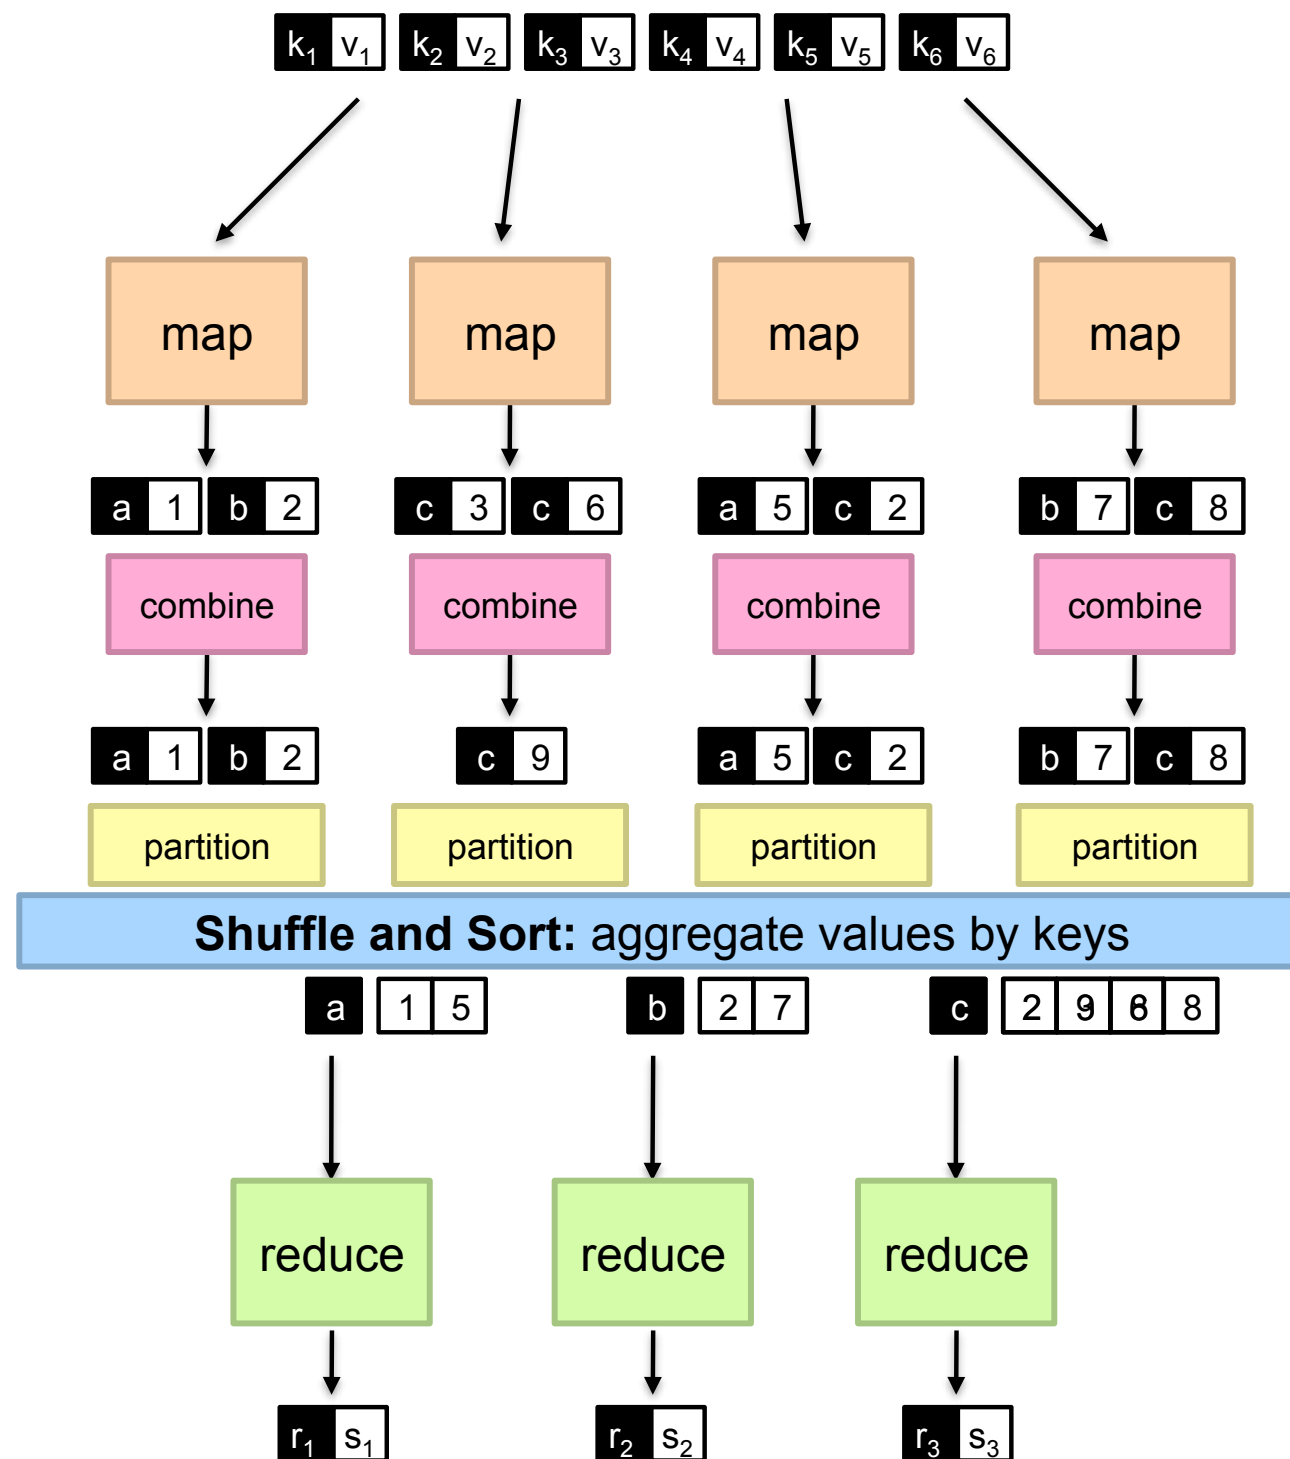 k1 v1 k2 v2 k3 v3 k4 v4 k5 v5 k6 v6
map map map map
a 1 b 2 c 3 c 6 a 5 c 2 b 7 c 8
combine combine combine combine
a 1 b 2 c 9 a 5 c 2 b 7 c 8
partition partition partition partition
Shuffle and Sort: aggregate values by keys
a 1 5 b 2 7 c 2 8
reduce reduce reduce
r1 s1 r2 s2 r3 s3